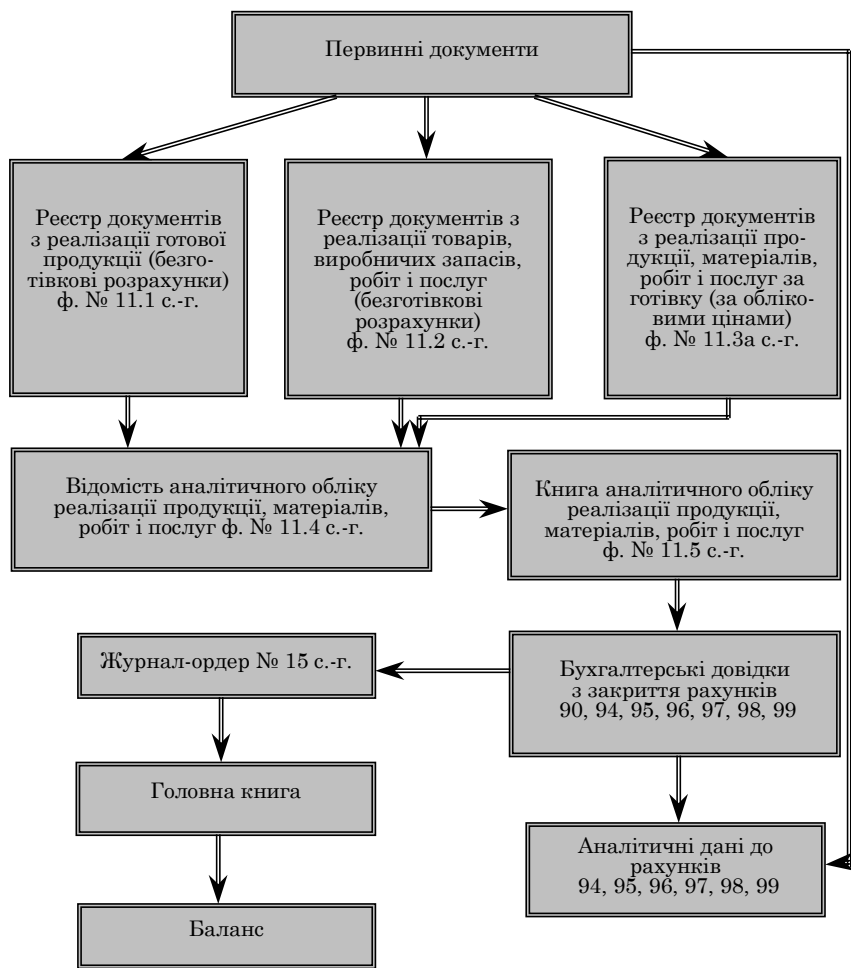 Первинні документи
Реєстр документів
з реалізації готової
продукції (безго-
тівкові розрахунки)
ф. № 11.1 с.-г.
Реєстр документів з
реалізації товарів,
виробничих запасів,
робіт і послуг
(безготівкові
розрахунки)
ф. № 11.2 с.-г.
Реєстр документів
з реалізації про-
дукції, матеріалів,
робіт і послуг за
готівку (за обліко-
вими цінами)
ф. № 11.3а с.-г.
Відомість аналітичного обліку
реалізації продукції, матеріалів,
робіт і послуг ф. № 11.4 с.-г.
Книга аналітичного обліку
реалізації продукції,
матеріалів, робіт і послуг
ф. № 11.5 с.-г.
Журнал-ордер № 15 с.-г.
Бухгалтерські довідки
з закриття рахунків
90, 94, 95, 96, 97, 98, 99
Головна книга
Аналітичні дані до
рахунків
94, 95, 96, 97, 98, 99
Баланс